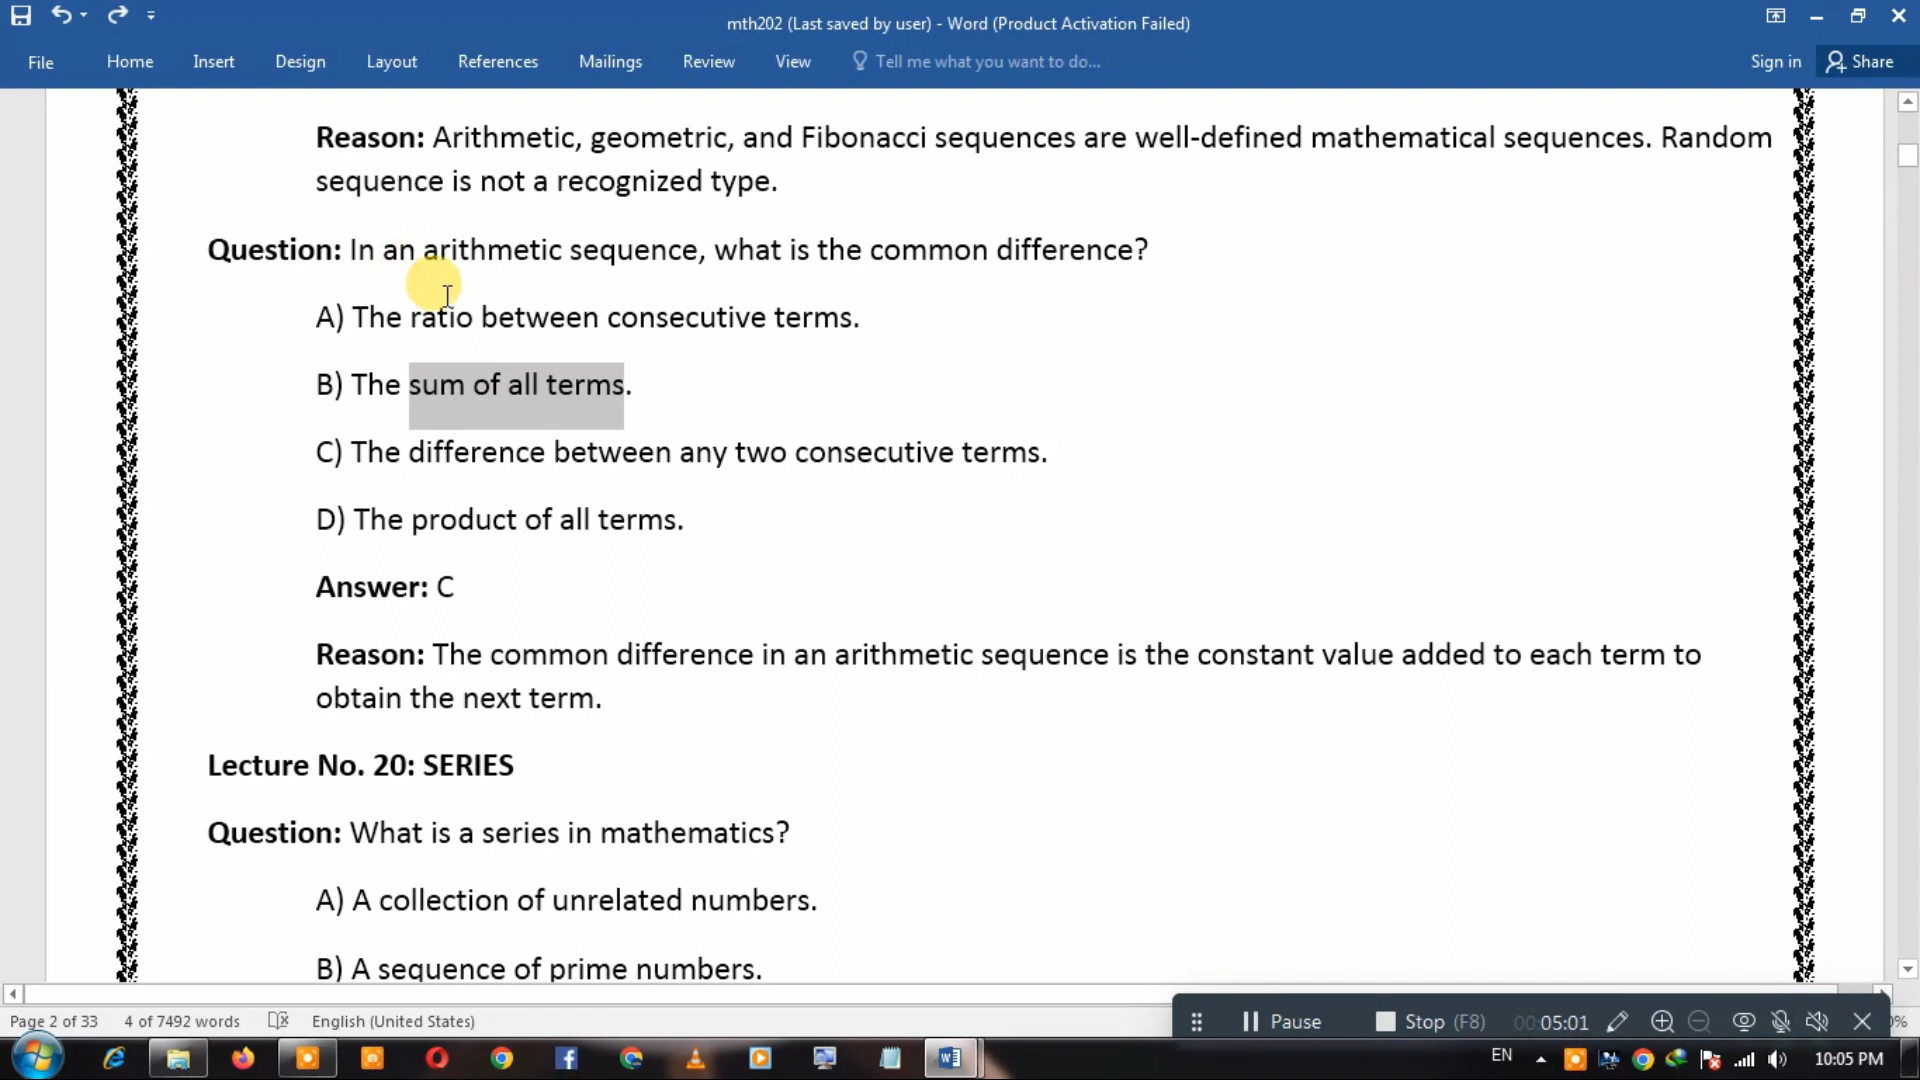 mth202 (Last saved by user) - Word (Product Activation Failed)
File Home Insert Design Layout References Mailings Review View Tell me what you want to do... Sign in Share
Reason: Arithmetic, geometric, and Fibonacci sequences are well-defined mathematical sequences. Random
sequence is not a recognized type.
Question: In an arithmetic sequence, what is the common difference?
A) The ratio between consecutive terms.
B) The sum of all terms.
C) The difference between any two consecutive terms.
D) The product of all terms.
Answer: C
Reason: The common difference in an arithmetic sequence is the constant value added to each term to
obtain the next term.
Lecture No. 20: SERIES
Question: What is a series in mathematics?
A) A collection of unrelated numbers.
B) A sequence of prime numbers.
Page 2 of 33 4 of 7492 words English (United States) Pause Stop (F8) 00:05:01 0%
EN 10:05 PM